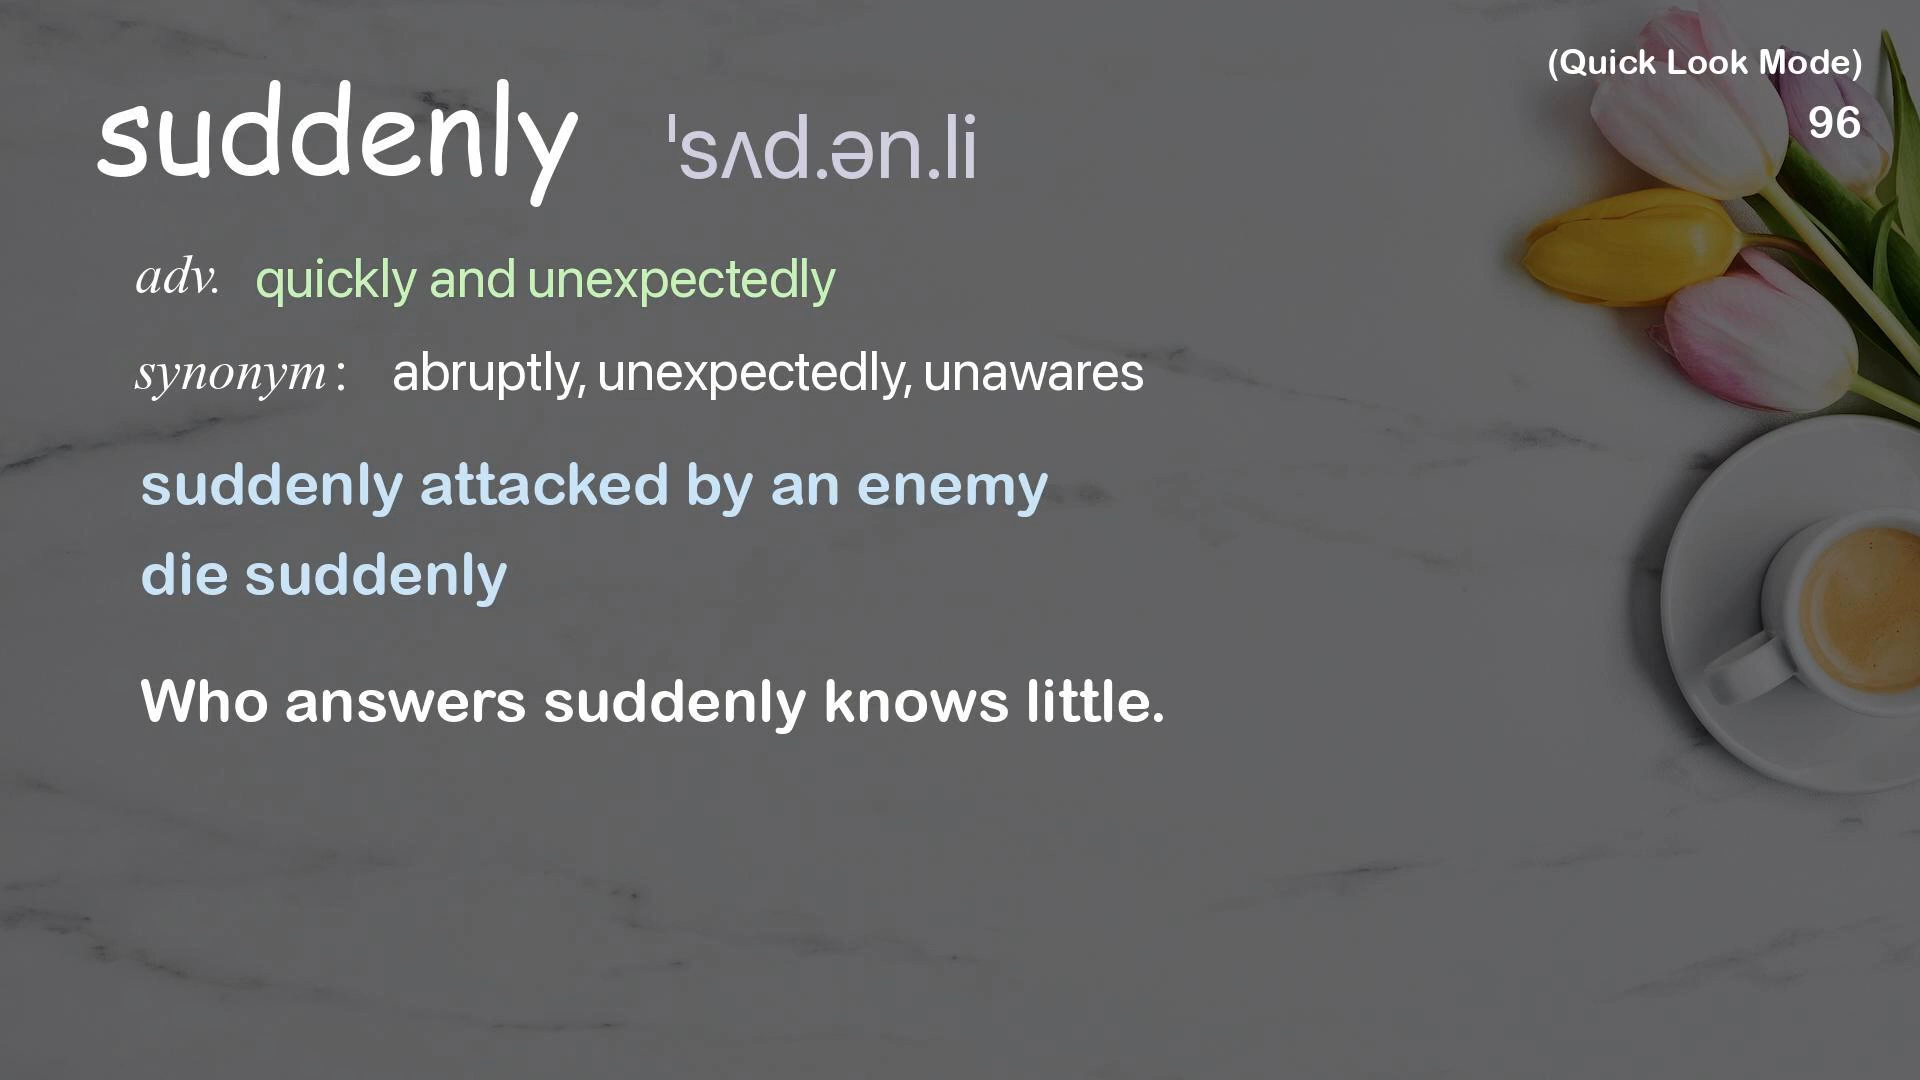 (Quick Look Mode)
96
suddenly ˈsʌd.ən.li
adv. quickly and unexpectedly
synonym : abruptly, unexpectedly, unawares
suddenly attacked by an enemy
die suddenly
Who answers suddenly knows little.